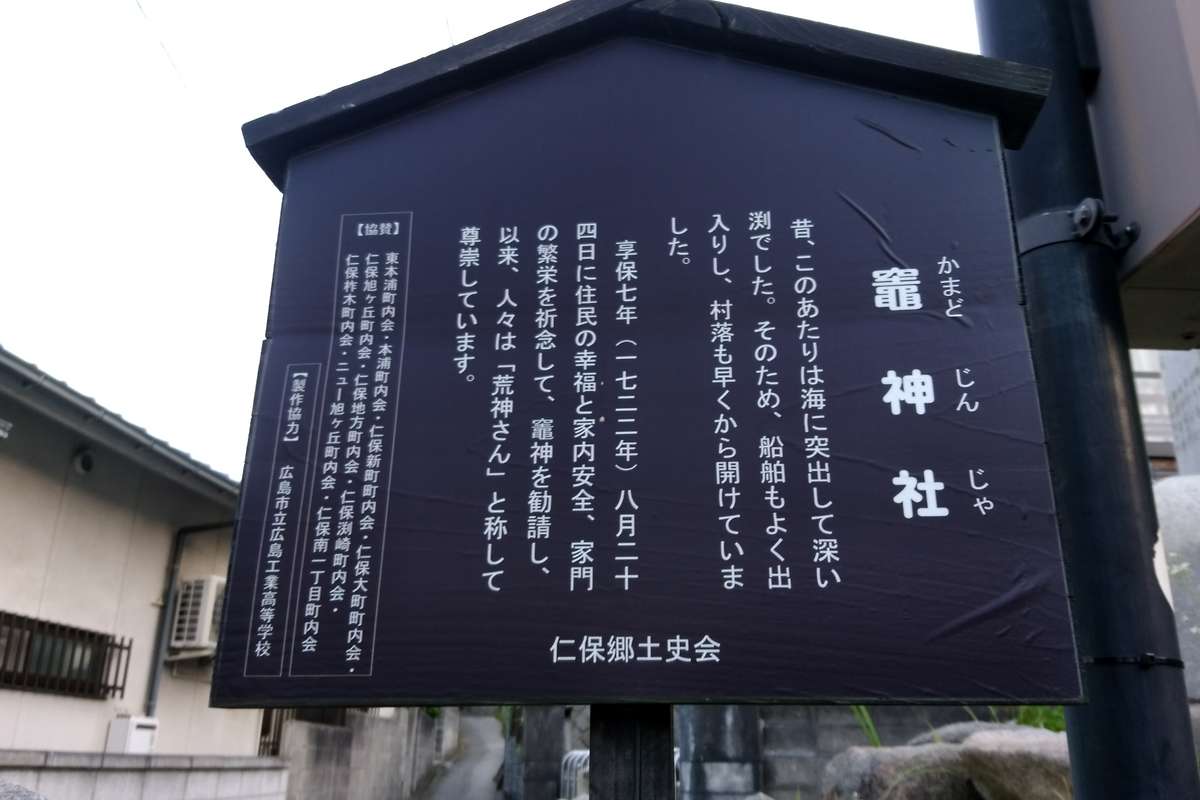 かまど じん じゃ
竈神社
昔、このあたりは海に突出して深い
渕でした。そのため、船舶もよく出
入りし、村落も早くから開けていま
した。
享保七年（一七二二年）八月二十
四日に住民の幸福と家内安全、家門
の繁栄を祈念して、竈神を勧請し、
以来、人々は「荒神さん」と称して
尊崇しています。
仁保郷土史会
【協賛】
東本浦町内会・本浦町内会・仁保新町町内会・仁保大町町内会・
仁保旭ヶ丘町内会・仁保地方町内会・仁保渕崎町内会・
仁保柞木町内会・ニュー旭ヶ丘町内会・仁保南一丁目町内会
【製作協力】
広島市立広島工業高等学校